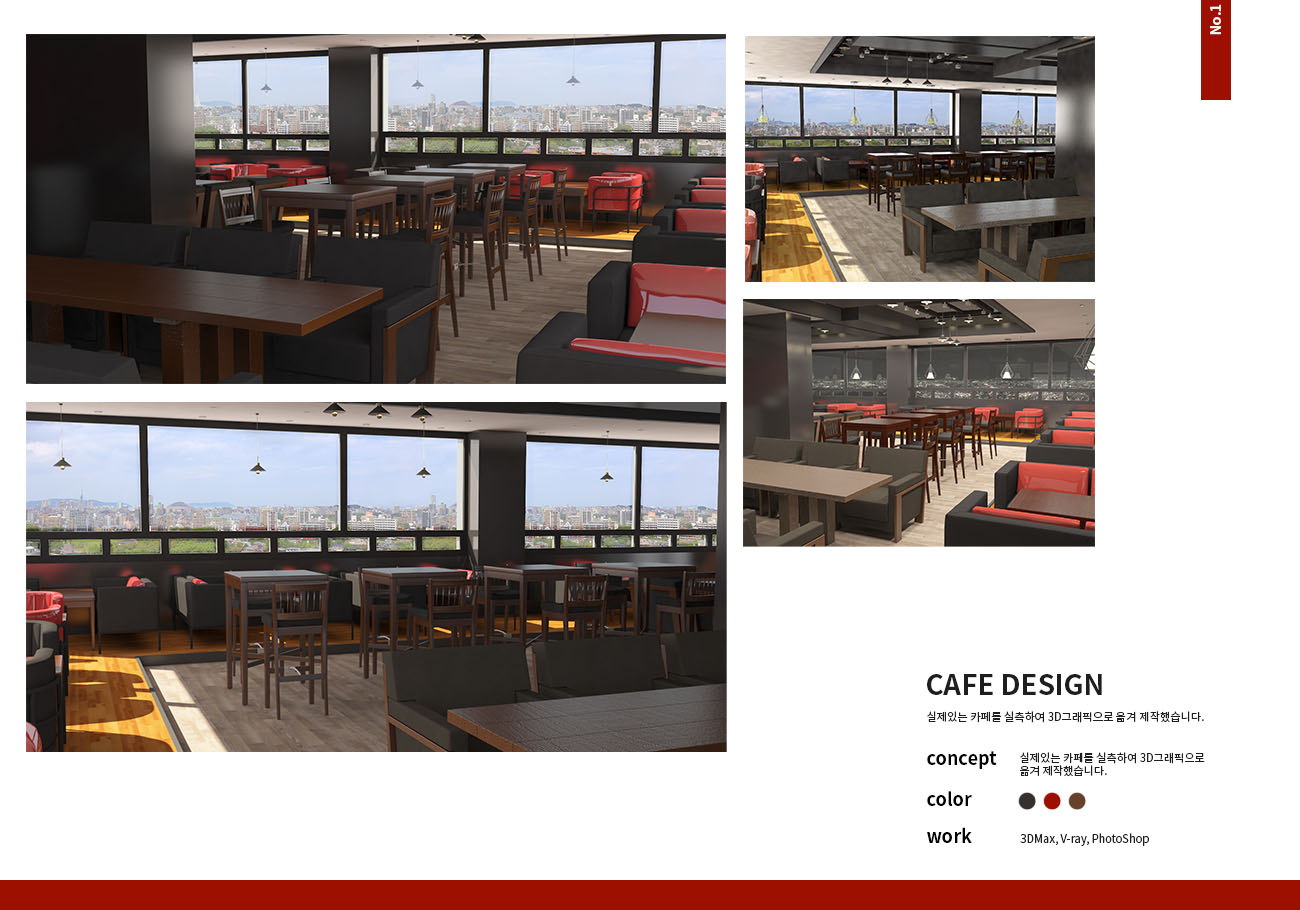 No.1
CAFE DESIGN
실제있는 카페를 실측하여 3D그래픽으로 옮겨 제작했습니다.
concept
실제있는 카페를 실측하여 3D그래픽으로
옮겨 제작했습니다.
color
work
3DMax, V-ray, PhotoShop